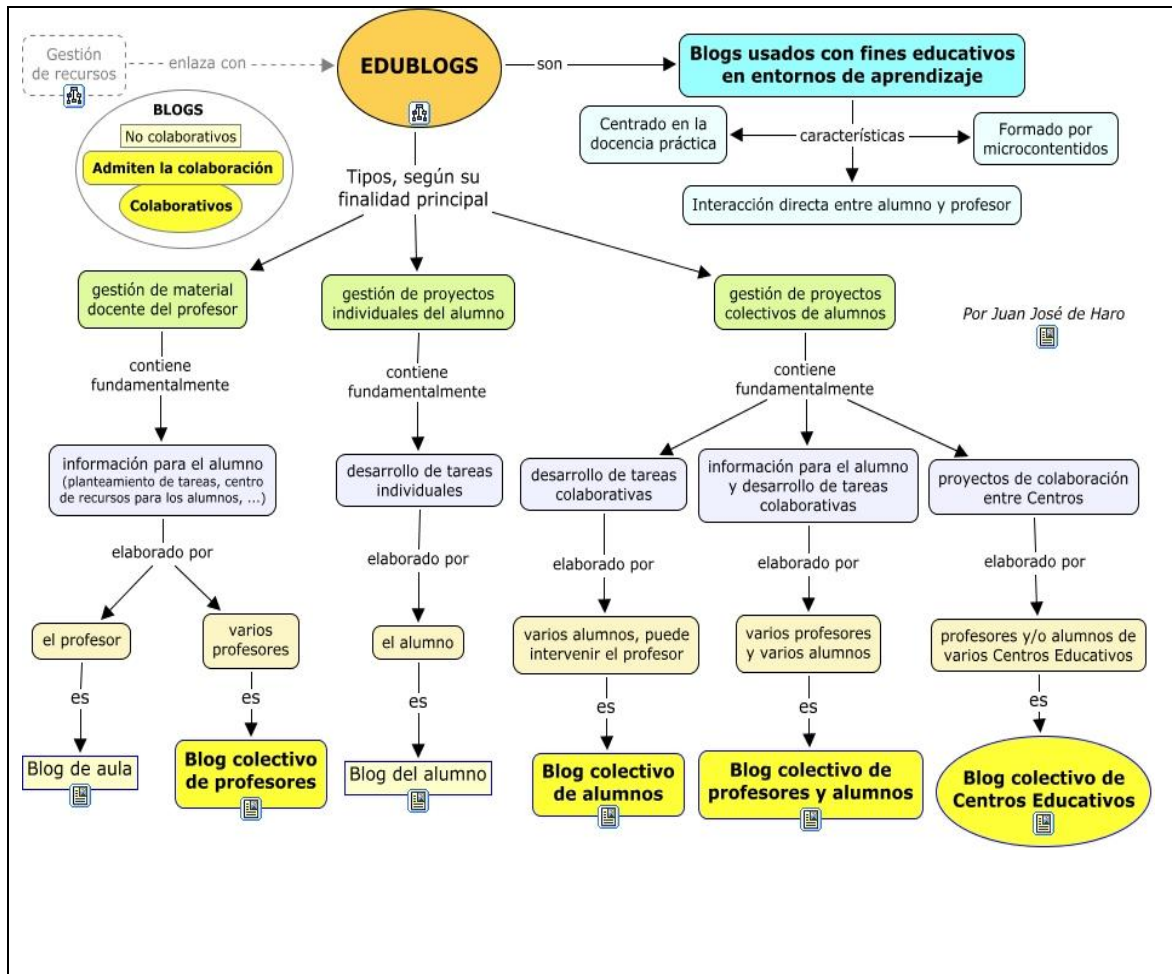 Gestión
de recursos
enlaza con
EDUBLOGS
son
Blogs usados con fines educativos
en entornos de aprendizaje
BLOGS
No colaborativos
Admiten la colaboración
Colaborativos
Centrado en la
docencia práctica
características
Formado por
microcontenidos
Interacción directa entre alumno y profesor
Tipos, según su
finalidad principal
gestión de material
docente del profesor
gestión de proyectos
individuales del alumno
gestión de proyectos
colectivos de alumnos
Por Juan José de Haro
contiene
fundamentalmente
contiene
fundamentalmente
contiene
fundamentalmente
información para el alumno
(planteamiento de tareas, centro
de recursos para los alumnos, ...)
desarrollo de tareas
individuales
desarrollo de tareas
colaborativas
información para el alumno
y desarrollo de tareas
colaborativas
proyectos de colaboración
entre Centros
elaborado por
elaborado por
elaborado por
elaborado por
elaborado por
el profesor
varios
profesores
el alumno
varios alumnos, puede
intervenir el profesor
varios profesores
y varios alumnos
profesores y/o alumnos de
varios Centros Educativos
es
es
es
es
es
es
Blog de aula
Blog colectivo
de profesores
Blog del alumno
Blog colectivo
de alumnos
Blog colectivo de
profesores y alumnos
Blog colectivo de
Centros Educativos